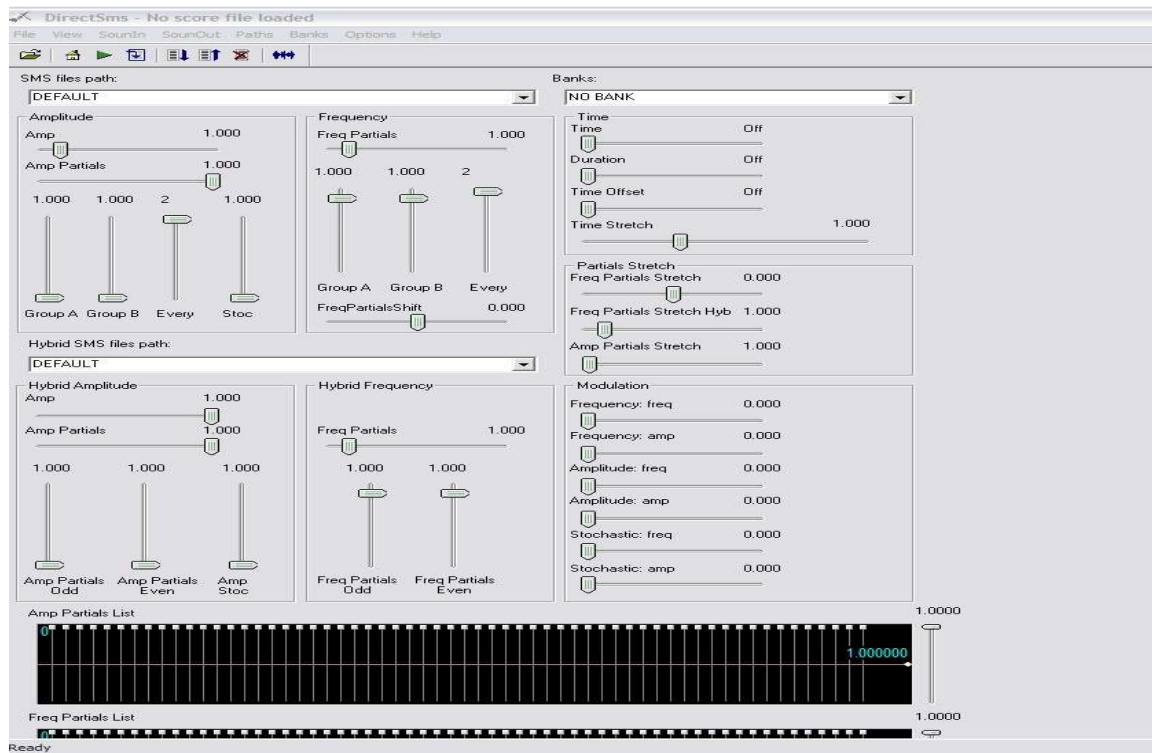 DirectSms - No score file loaded
File View SounIn SounOut Paths Banks Options Help
SMS files path:
DEFAULT
Banks:
NO BANK
Amplitude
Amp 1.000
Amp Partials 1.000
1.000 1.000 2 1.000
Group A Group B Every Stoc
Frequency
Freq Partials 1.000
1.000 1.000 2
Group A Group B Every
FreqPartialsShift 0.000
Time
Time Off
Duration Off
Time Offset Off
Time Stretch 1.000
Partials Stretch
Freq Partials Stretch 0.000
Freq Partials Stretch Hyb 1.000
Amp Partials Stretch 1.000
Hybrid SMS files path:
DEFAULT
Hybrid Amplitude
Amp 1.000
Amp Partials 1.000
1.000 1.000 1.000
Amp Partials Odd Amp Partials Even Amp Stoc
Hybrid Frequency
Freq Partials 1.000
1.000 1.000
Freq Partials Odd Freq Partials Even
Modulation
Frequency: freq 0.000
Frequency: amp 0.000
Amplitude: freq 0.000
Amplitude: amp 0.000
Stochastic: freq 0.000
Stochastic: amp 0.000
Amp Partials List 1.0000
0
1.000000
Freq Partials List 1.0000
0
Ready